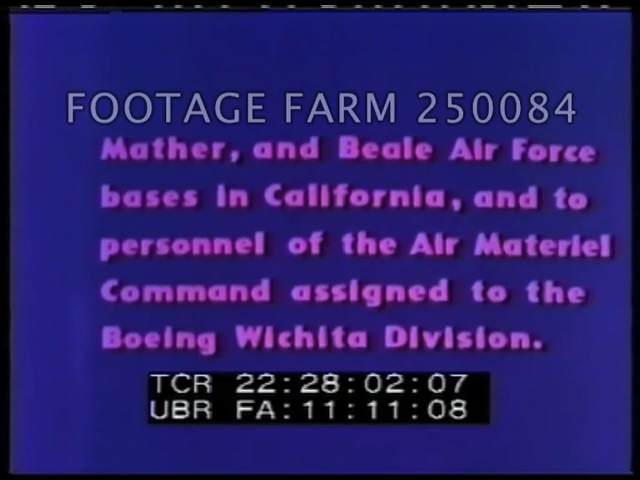 FOOTAGE FARM 250084
Mather, and Beale Air Force
bases in California, and to
personnel of the Air Materiel
Command assigned to the
Boeing Wichita Division.
TCR 22:28:02:07
UBR FA:11:11:08